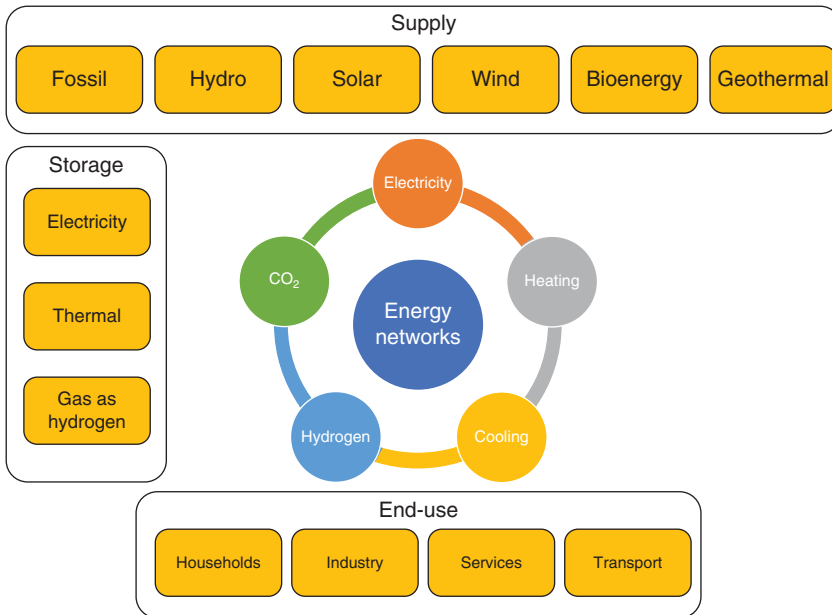 Supply
Fossil
Hydro
Solar
Wind
Bioenergy
Geothermal
Storage
Electricity
Thermal
Gas as
hydrogen
Electricity
CO₂
Heating
Energy
networks
Hydrogen
Cooling
End-use
Households
Industry
Services
Transport